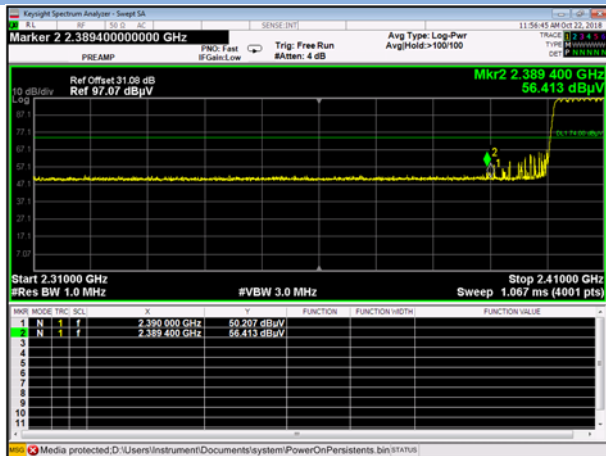 Keysight Spectrum Analyzer - Swept SA
RL RF 50 Ω AC SENSE:INT 11:56:45 AM Oct 22, 2018
Marker 2 2.389400000000 GHz Avg Type: Log-Pwr TRACE 1 2 3 4 5 6
PNO: Fast Trig: Free Run Avg|Hold:>100/100 TYPE M W W W W W
PREAMP IFGain:Low #Atten: 4 dB DET P N N N N N
Ref Offset 31.08 dB Mkr2 2.389 400 GHz
10 dB/div Ref 97.07 dBµV 56.413 dBµV
Log
87.1
77.1
DL1 74.00 dBµV
67.1
57.1
2
1
47.1
37.1
27.1
17.1
7.07
Start 2.31000 GHz Stop 2.41000 GHz
#Res BW 1.0 MHz #VBW 3.0 MHz Sweep 1.067 ms (4001 pts)
MKR MODE TRC SCL X Y FUNCTION FUNCTION WIDTH FUNCTION VALUE
1 N 1 f 2.390 000 GHz 50.207 dBµV
2 N 1 f 2.389 400 GHz 56.413 dBµV
3
4
5
6
7
8
9
10
11
MSG Media protected;D:\Users\Instrument\Documents\system\PowerOnPersistents.bin STATUS